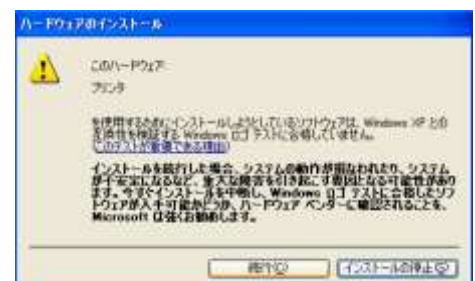 ハードウェアのインストール
このハードウェア:
プリンタ
を使用するためにインストールしようとしているソフトウェアは、Windows XP との
互換性を検証する Windows ロゴ テストに合格していません。
(このテストが重要である理由)
インストールを続行した場合、システムの動作が損なわれたり、システム
が不安定になるなど、重大な障害を引き起こす要因となる可能性があり
ます。今すぐインストールを中断し、Windows ロゴ テストに合格したソフ
トウェアが入手可能かどうか、ハードウェア ベンダーに確認されることを、
Microsoft は強くお勧めします。
続行(C)
インストールの停止(S)